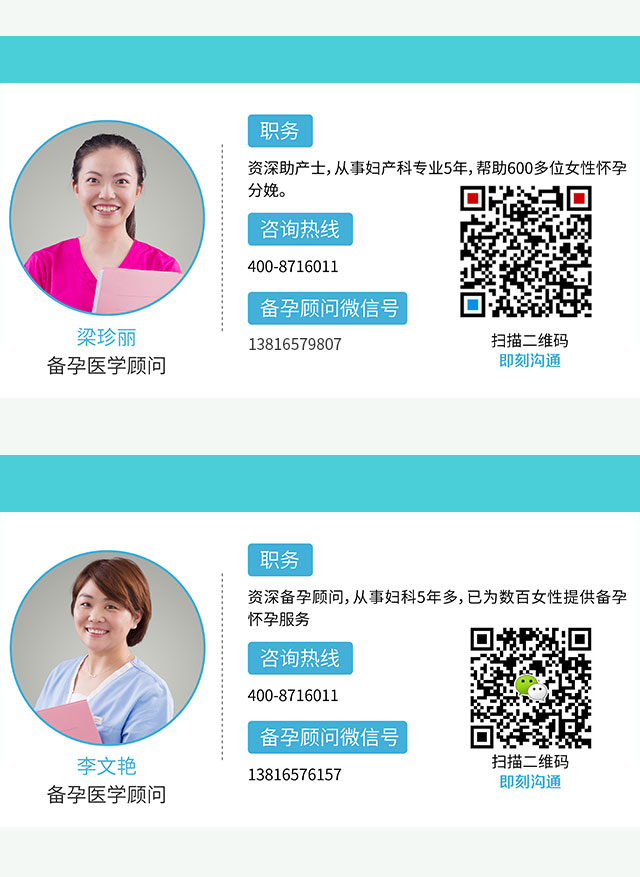 职务
资深助产士，从事妇产科专业5年，帮助600多位女性怀孕
分娩。
咨询热线
400-8716011
备孕顾问微信号
13816579807
梁珍丽
备孕医学顾问
扫描二维码
即刻沟通
职务
资深备孕顾问，从事妇科5年多，已为数百女性提供备孕
怀孕服务
咨询热线
400-8716011
备孕顾问微信号
13816576157
李文艳
备孕医学顾问
扫描二维码
即刻沟通